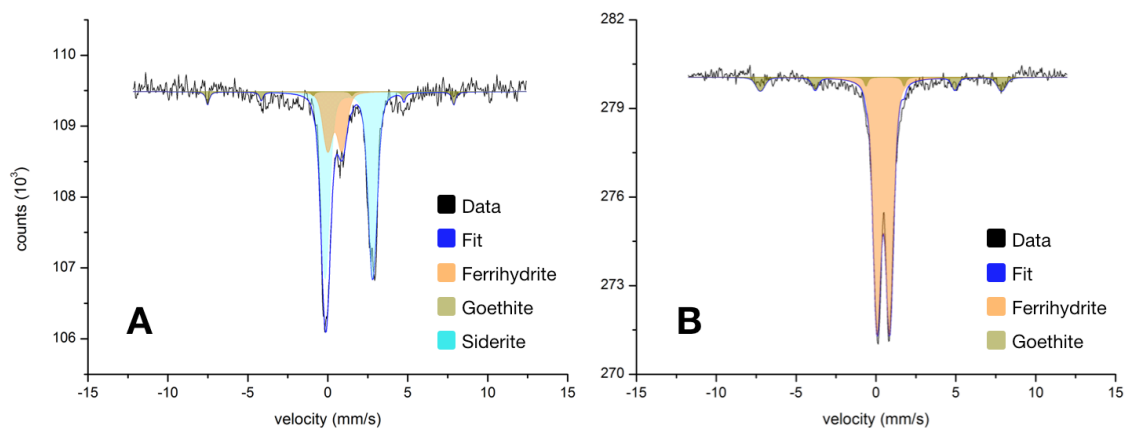 110
109
108
107
106
counts (10³)
-15 -10 -5 0 5 10 15
velocity (mm/s)
A
Data
Fit
Ferrihydrite
Goethite
Siderite
282
279
276
273
270
-15 -10 -5 0 5 10 15
velocity (mm/s)
B
Data
Fit
Ferrihydrite
Goethite